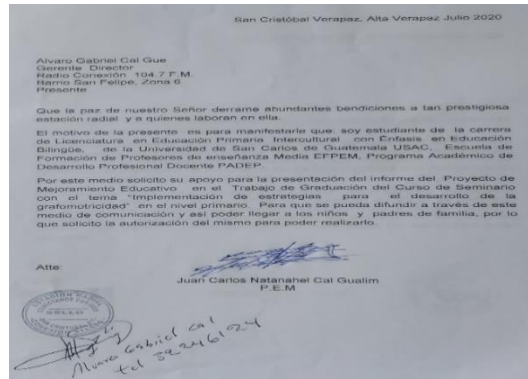 San Cristóbal Verapaz, Alta Verapaz Julio 2020
Alvaro Gabriel Cal Gue
Gerente Director
Radio Conexión 104.7 F.M.
Barrio San Felipe, Zona 6
Presente
Que la paz de nuestro Señor derrame abundantes bendiciones a tan prestigiosa
estación radial y a quienes laboran en ella.
El motivo de la presente es para manifestarle que: soy estudiante de la carrera
de Licenciatura en Educación Primaria Intercultural con Énfasis en Educación
Bilingüe, de la Universidad de San Carlos de Guatemala USAC, Escuela de
Formación de Profesores de enseñanza Media EFPEM, Programa Académico de
Desarrollo Profesional Docente PADEP.
Por este medio solicito su apoyo para la presentación del informe del Proyecto de
Mejoramiento Educativo en el Trabajo de Graduación del Curso de Seminario
con el tema "Implementación de estrategias para el desarrollo de la
grafomotricidad" en el nivel primario. Para que se pueda difundir a través de este
medio de comunicación y así poder llegar a los niños y padres de familia, por lo
que solicito la autorización del mismo para poder realizarlo.
Atte:
Juan Carlos Natanahel Cal Gualim
P.E.M
SELLO
Alvaro Gabriel Cal
tel